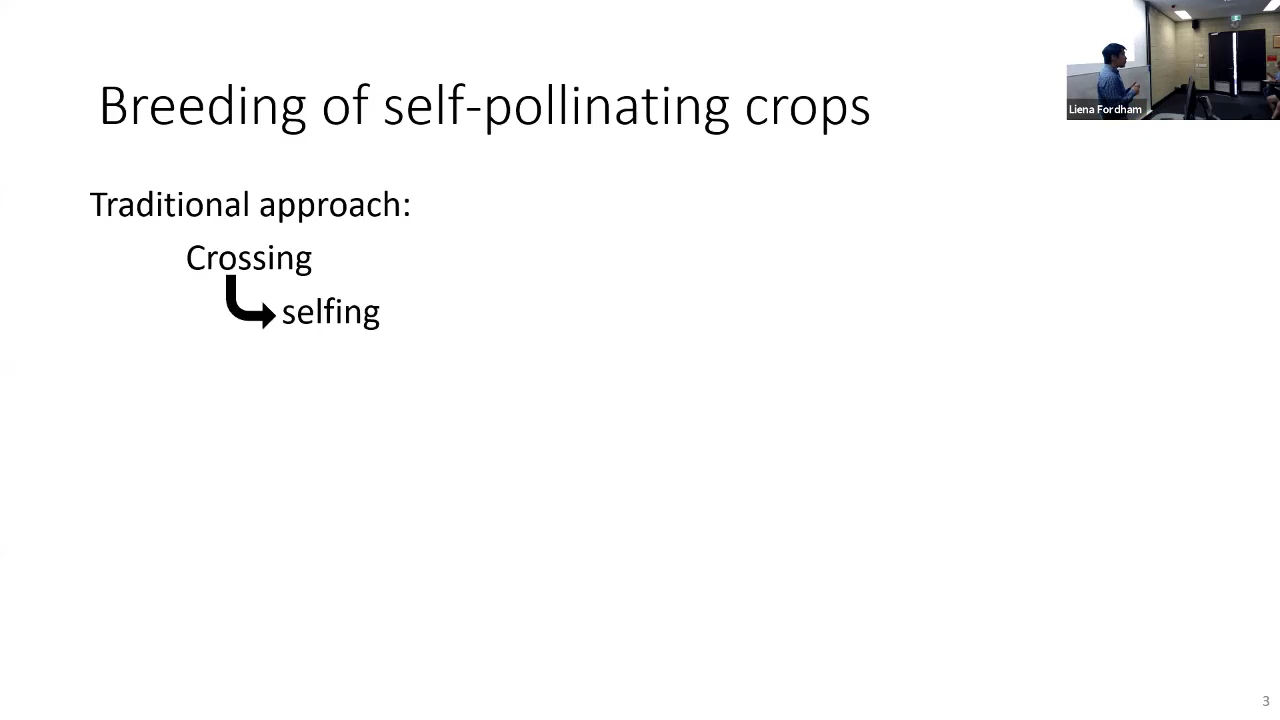 Breeding of self-pollinating crops
Liena Fordham
Traditional approach:
Crossing
selfing
3